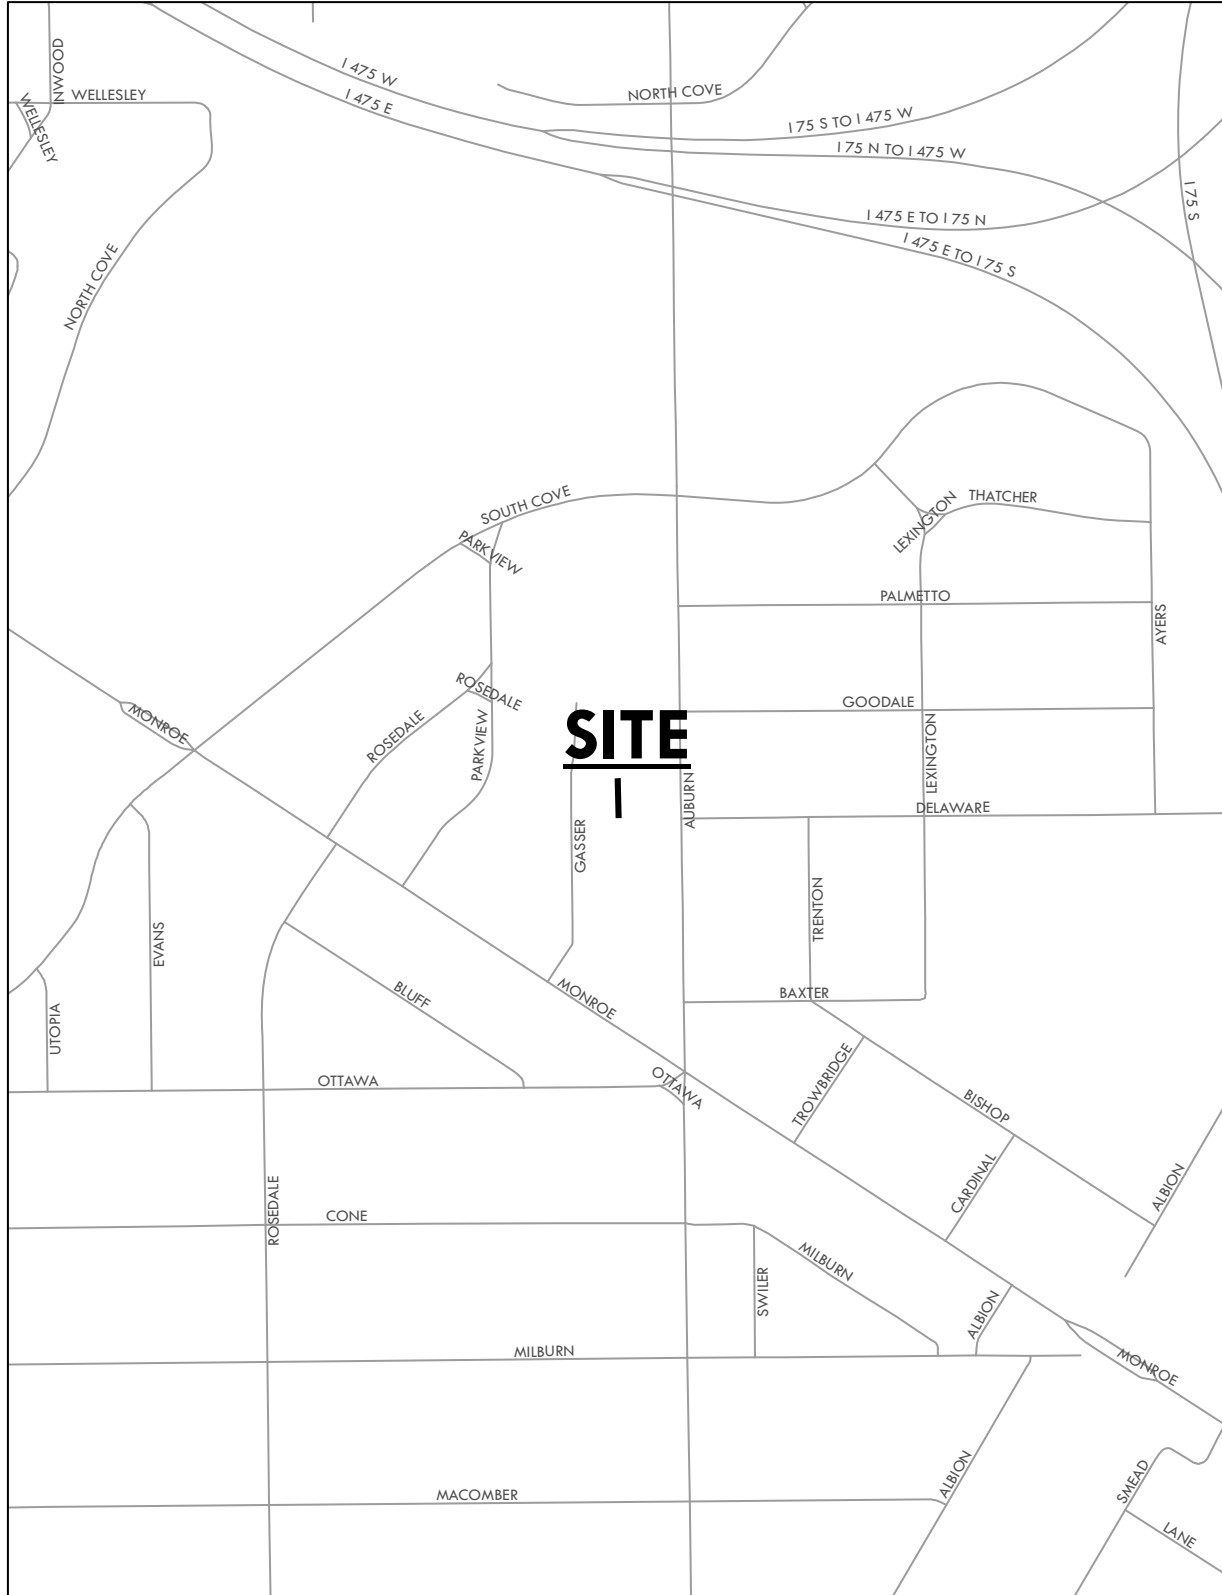 INWOOD
WELLESLEY
WELLESLEY
I 475 W
I 475 E
NORTH COVE
I 75 S TO I 475 W
I 75 N TO I 475 W
I 75 S
I 475 E TO I 75 N
I 475 E TO I 75 S
NORTH COVE
SOUTH COVE
PARKVIEW
LEXINGTON
THATCHER
PALMETTO
AYERS
ROSEDALE
GOODALE
MONROE
ROSEDALE
PARKVIEW
SITE
LEXINGTON
AUBURN
DELAWARE
GASSER
TRENTON
EVANS
BLUFF
MONROE
BAXTER
UTOPIA
OTTAWA
OTTAWA
TROWBRIDGE
BISHOP
CARDINAL
ALBION
ROSEDALE
CONE
MILBURN
SWILER
ALBION
MILBURN
MONROE
ALBION
SMEAD
MACOMBER
LANE